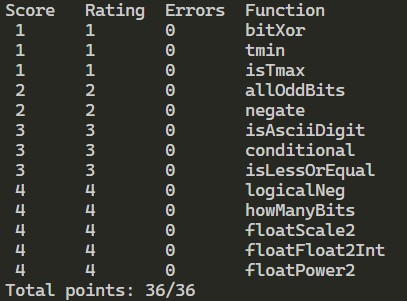 Score Rating Errors Function
1 1 0 bitXor
1 1 0 tmin
1 1 0 isTmax
2 2 0 allOddBits
2 2 0 negate
3 3 0 isAsciiDigit
3 3 0 conditional
3 3 0 isLessOrEqual
4 4 0 logicalNeg
4 4 0 howManyBits
4 4 0 floatScale2
4 4 0 floatFloat2Int
4 4 0 floatPower2
Total points: 36/36